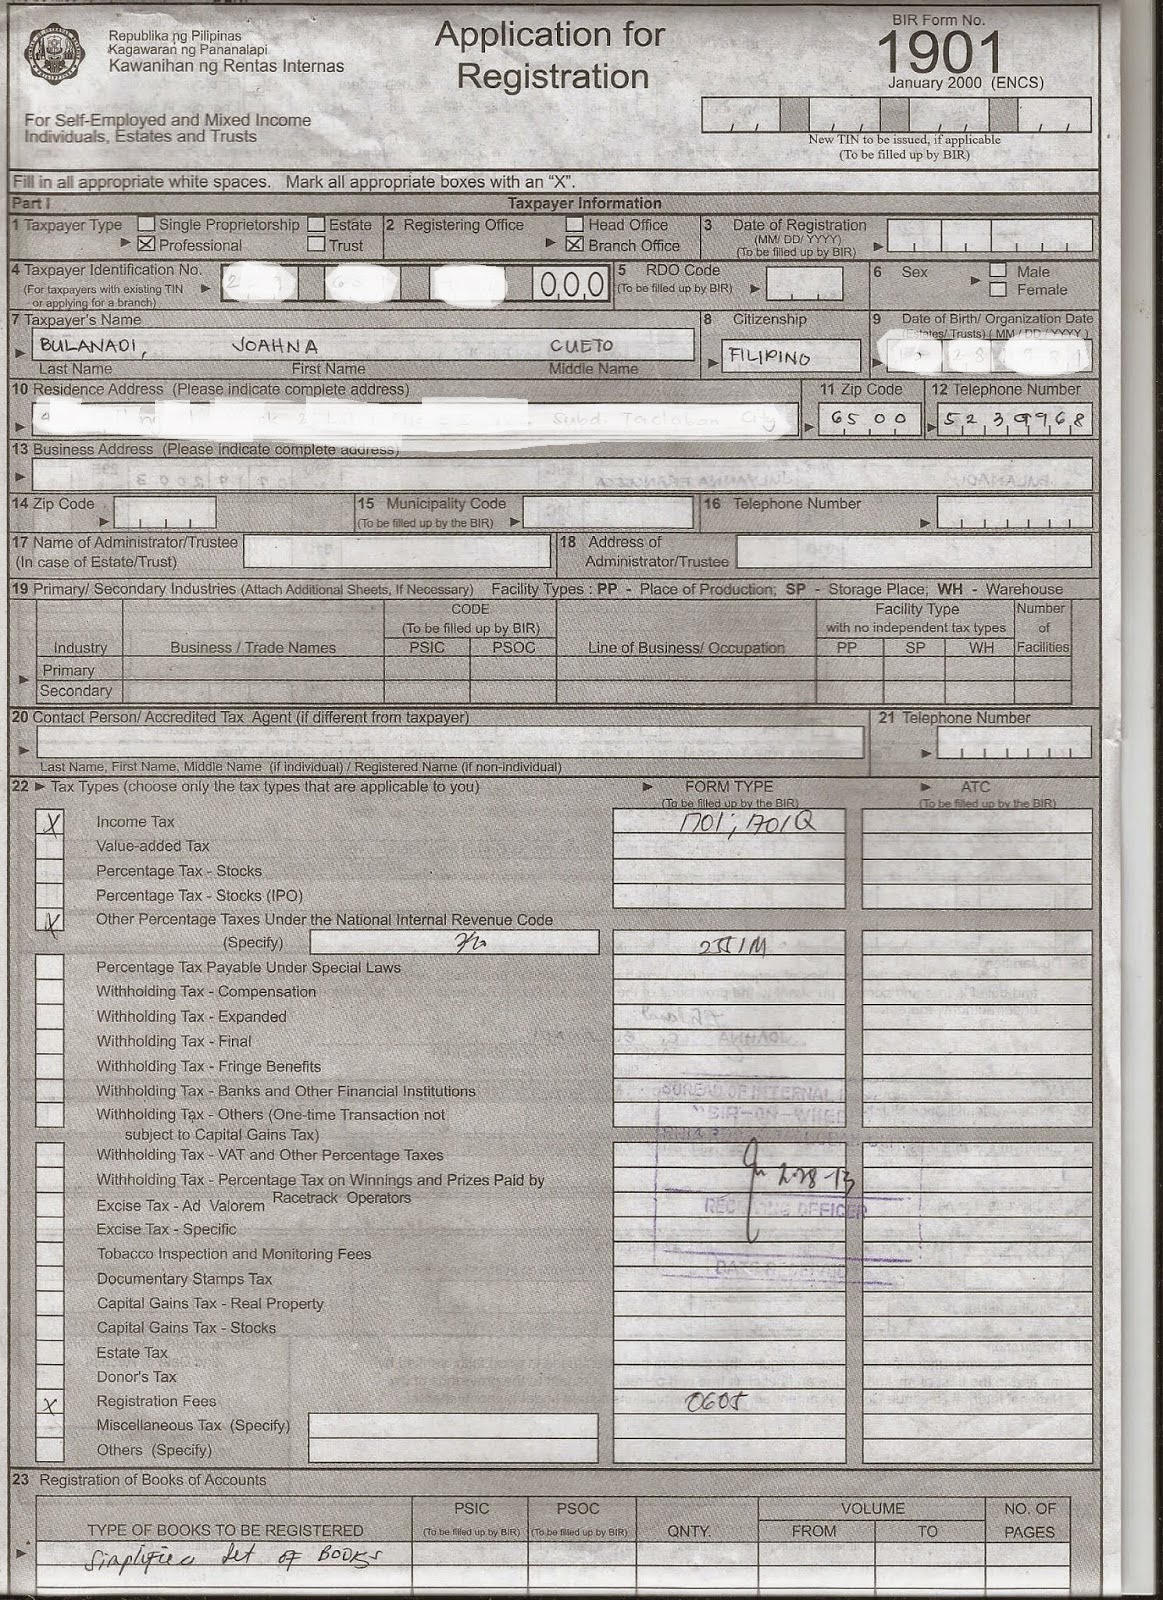 Republika ng Pilipinas
Kagawaran ng Pananalapi
Kawanihan ng Rentas Internas
For Self-Employed and Mixed Income
Individuals, Estates and Trusts
Application for
Registration
BIR Form No.
1901
January 2000 (ENCS)
New TIN to be issued, if applicable
(To be filled up by BIR)
Fill in all appropriate white spaces. Mark all appropriate boxes with an "X".
Part I Taxpayer Information
1 Taxpayer Type Single Proprietorship Estate
X Professional Trust
2 Registering Office Head Office
X Branch Office
3 Date of Registration
(MM/ DD/ YYYY)
(To be filled up by BIR)
4 Taxpayer Identification No.
(For taxpayers with existing TIN
or applying for a branch)
000
5 RDO Code
(To be filled up by BIR)
6 Sex Male
Female
7 Taxpayer's Name
BULANADI, JOAHNA CUETO
Last Name First Name Middle Name
8 Citizenship
FILIPINO
9 Date of Birth/ Organization Date
(Estates/ Trusts) ( MM / DD / YYYY )
10 Residence Address (Please indicate complete address)
Subd. Tacloban City
11 Zip Code
6500
12 Telephone Number
5239968
13 Business Address (Please indicate complete address)
14 Zip Code
15 Municipality Code
(To be filled up by the BIR)
16 Telephone Number
17 Name of Administrator/Trustee
(In case of Estate/Trust)
18 Address of
Administrator/Trustee
19 Primary/ Secondary Industries (Attach Additional Sheets, If Necessary) Facility Types : PP - Place of Production; SP - Storage Place; WH - Warehouse
CODE
(To be filled up by BIR)
Facility Type
with no independent tax types
Number
of
Facilities
Industry Business / Trade Names PSIC PSOC Line of Business/ Occupation PP SP WH
Primary
Secondary
20 Contact Person/ Accredited Tax Agent (if different from taxpayer)
21 Telephone Number
Last Name, First Name, Middle Name (if individual) / Registered Name (if non-individual)
22 Tax Types (choose only the tax types that are applicable to you)
FORM TYPE
(To be filled up by the BIR)
ATC
(To be filled up by the BIR)
X Income Tax 1701; 1701Q
Value-added Tax
Percentage Tax - Stocks
Percentage Tax - Stocks (IPO)
X Other Percentage Taxes Under the National Internal Revenue Code
(Specify) 2551M
Percentage Tax Payable Under Special Laws
Withholding Tax - Compensation
Withholding Tax - Expanded
Withholding Tax - Final
Withholding Tax - Fringe Benefits
Withholding Tax - Banks and Other Financial Institutions
Withholding Tax - Others (One-time Transaction not
subject to Capital Gains Tax)
Withholding Tax - VAT and Other Percentage Taxes
Withholding Tax - Percentage Tax on Winnings and Prizes Paid by
Racetrack Operators
Excise Tax - Ad Valorem
Excise Tax - Specific
Tobacco Inspection and Monitoring Fees
Documentary Stamps Tax
Capital Gains Tax - Real Property
Capital Gains Tax - Stocks
Estate Tax
Donor's Tax
X Registration Fees 0605
Miscellaneous Tax (Specify)
Others (Specify)
BUREAU OF INTERNAL
2-28-13
OFFICER
23 Registration of Books of Accounts
TYPE OF BOOKS TO BE REGISTERED
PSIC
(To be filled up by BIR)
PSOC
(To be filled up by BIR)
QNTY.
VOLUME
FROM TO
NO. OF
PAGES
Simplified Set of Books